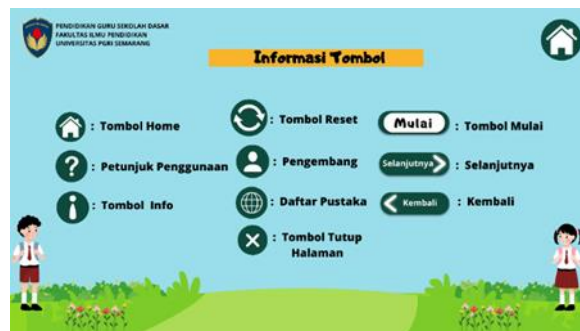 PENDIDIKAN GURU SEKOLAH DASAR
FAKULTAS ILMU PENDIDIKAN
UNIVERSITAS PGRI SEMARANG
Informasi Tombol
: Tombol Home
? : Petunjuk Penggunaan
i : Tombol Info
: Tombol Reset
: Pengembang
: Daftar Pustaka
: Tombol Tutup
Halaman
Mulai : Tombol Mulai
Selanjutnya : Selanjutnya
Kembali : Kembali